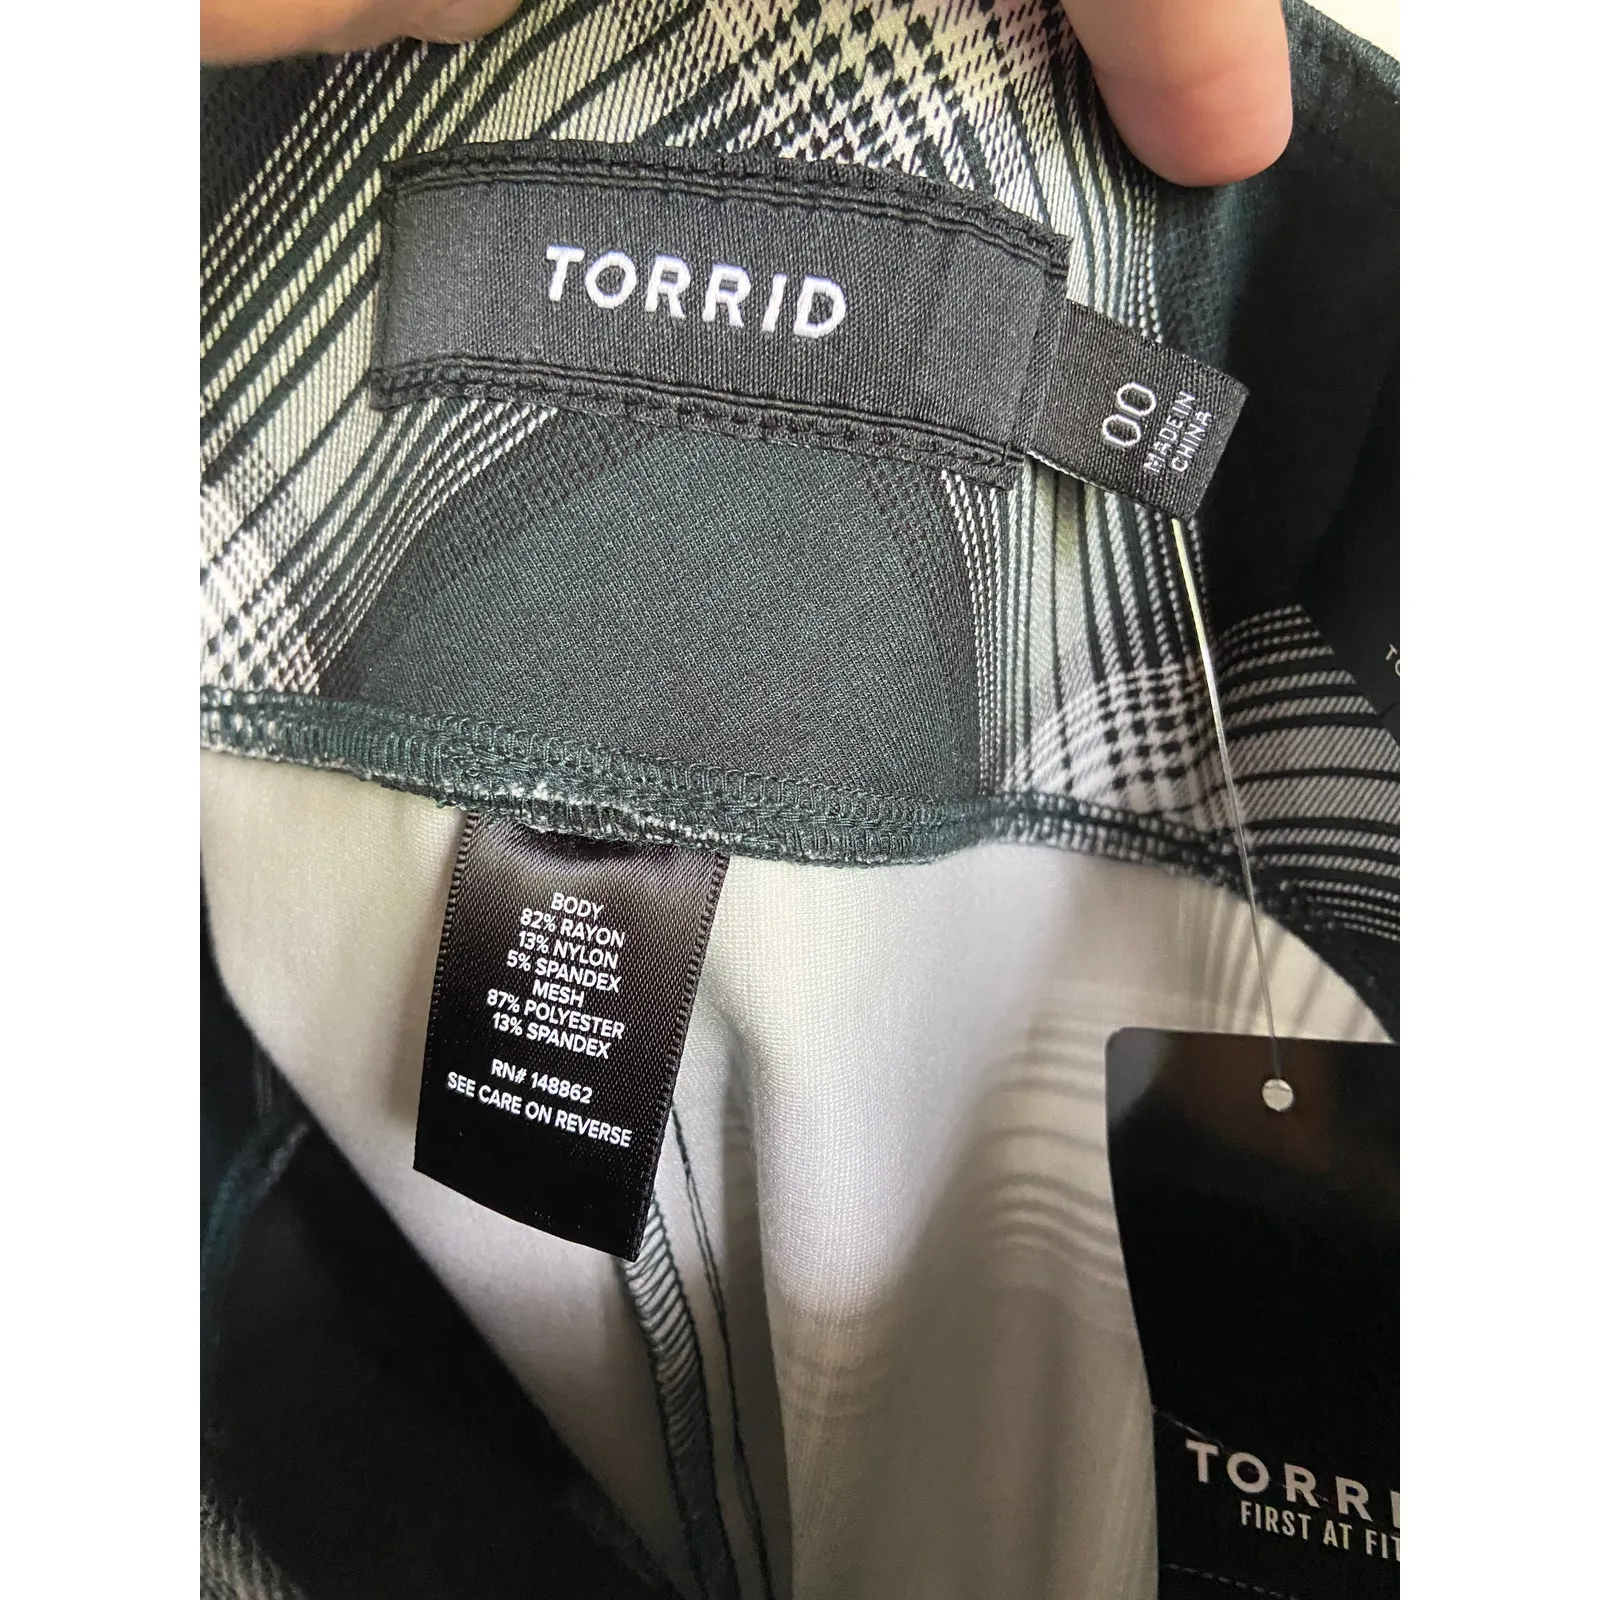 TORRID
00
MADE IN
CHINA
BODY
82% RAYON
13% NYLON
5% SPANDEX
MESH
87% POLYESTER
13% SPANDEX
RN# 148862
SEE CARE ON REVERSE
TORRI
FIRST AT FIT